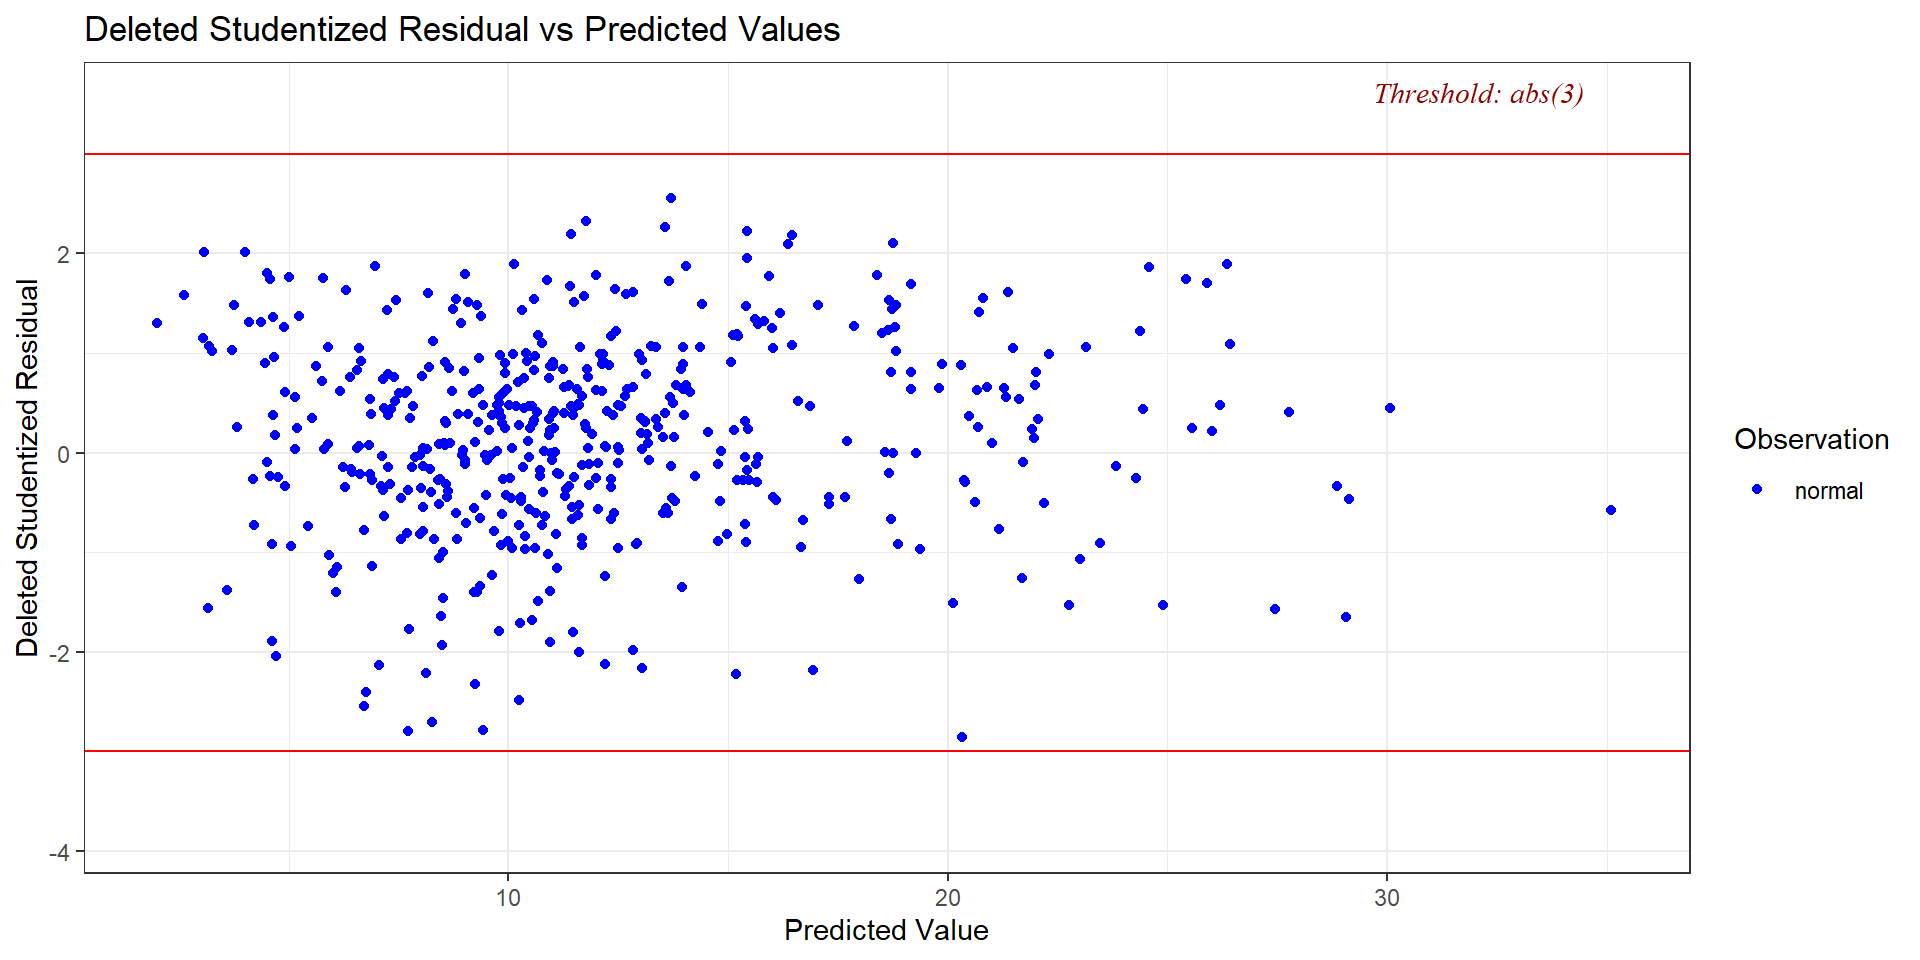 Deleted Studentized Residual vs Predicted Values
Threshold: abs(3)
Deleted Studentized Residual
2
0
-2
-4
10 20 30
Predicted Value
Observation
normal